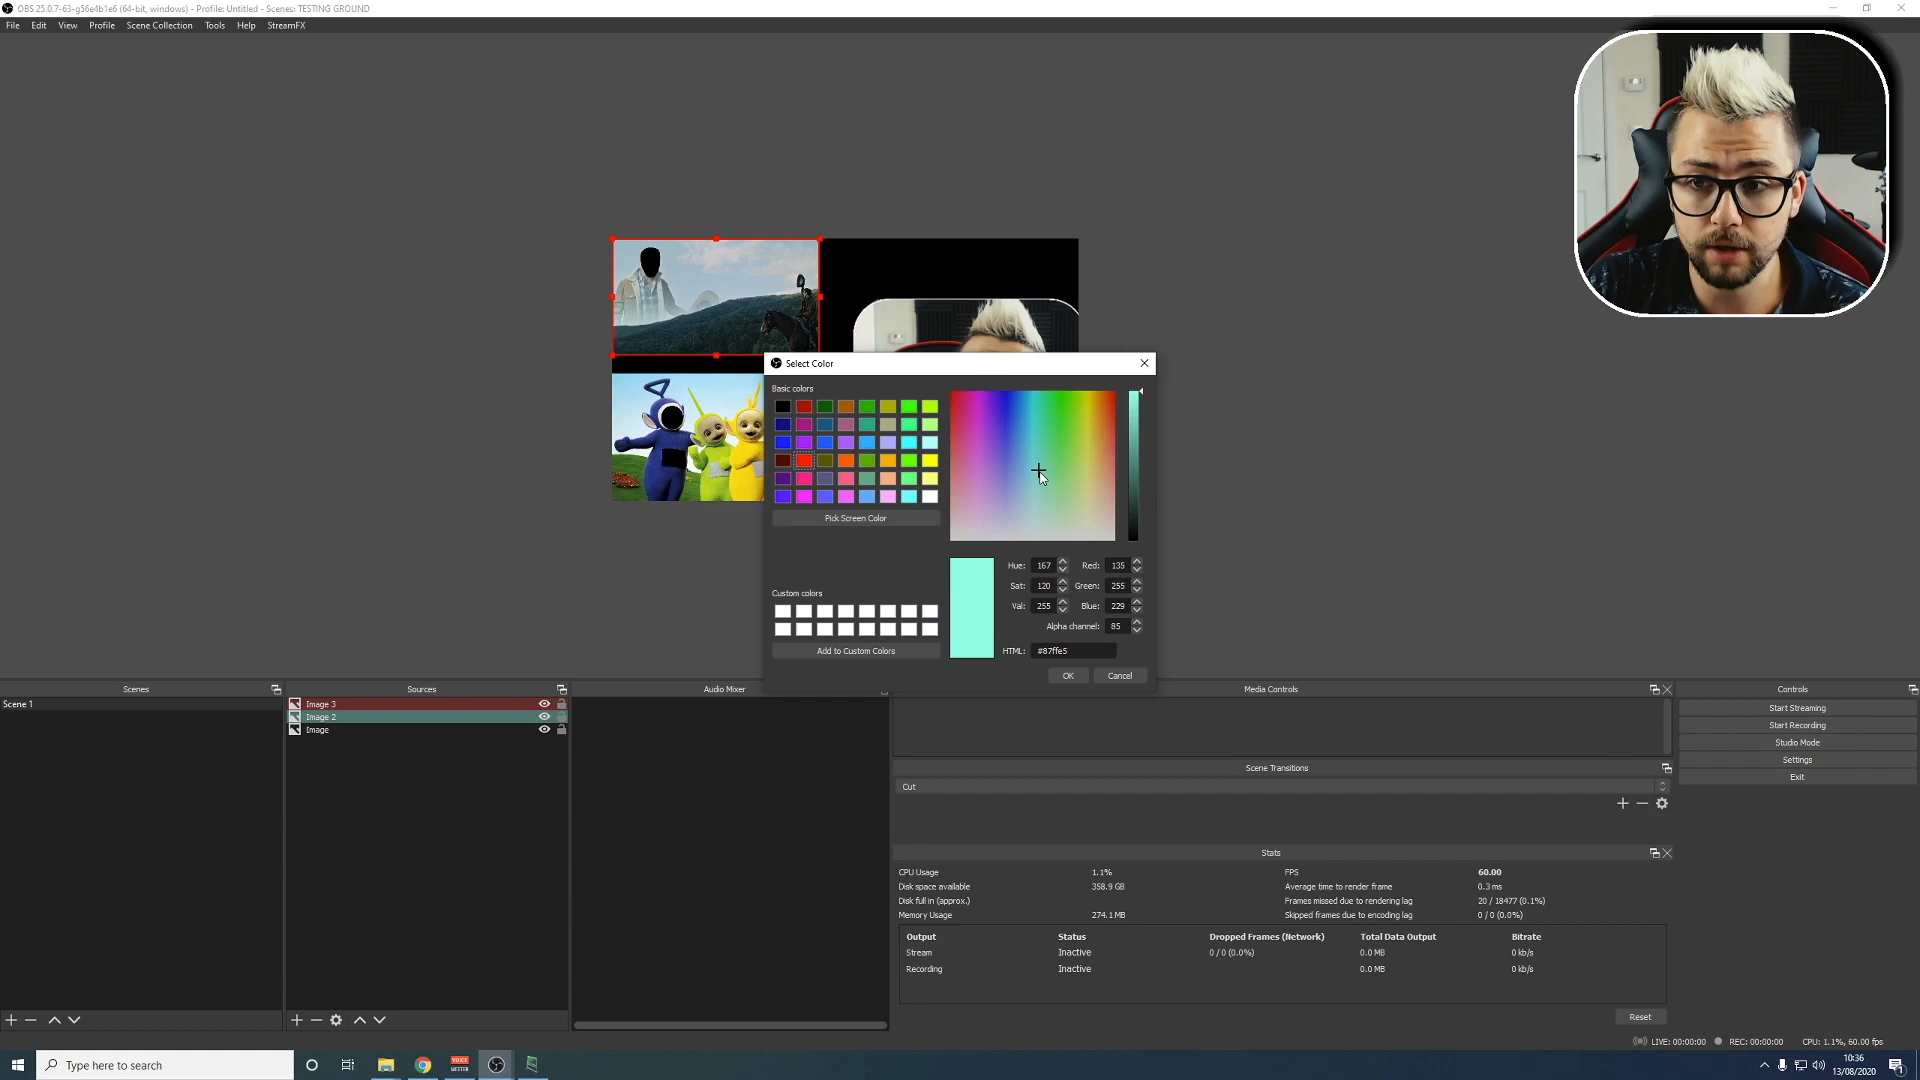 OBS 25.0.7-63-g56e4b1e6 (64-bit, windows) - Profile: Untitled - Scenes: TESTING GROUND
File Edit View Profile Scene Collection Tools Help StreamFX
Select Color
Basic colors
Pick Screen Color
Hue: 167 Red: 135
Sat: 120 Green: 255
Val: 255 Blue: 229
Custom colors
Alpha channel: 85
Add to Custom Colors
HTML: #87ffe5
OK Cancel
Scenes Sources Audio Mixer Media Controls Controls
Scene 1
Image 3
Image 2
Image
Start Streaming
Start Recording
Studio Mode
Settings
Exit
Scene Transitions
Cut
Stats
CPU Usage 1.1% FPS 60.00
Disk space available 358.9 GB Average time to render frame 0.3 ms
Disk full in (approx.) Frames missed due to rendering lag 20 / 18477 (0.1%)
Memory Usage 274.1 MB Skipped frames due to encoding lag 0 / 0 (0.0%)
Output Status Dropped Frames (Network) Total Data Output Bitrate
Stream Inactive 0 / 0 (0.0%) 0.0 MB 0 kb/s
Recording Inactive 0.0 MB 0 kb/s
Reset
LIVE: 00:00:00 REC: 00:00:00 CPU: 1.1%, 60.00 fps
Type here to search
VOICE
MEETER
10:36
13/08/2020
1